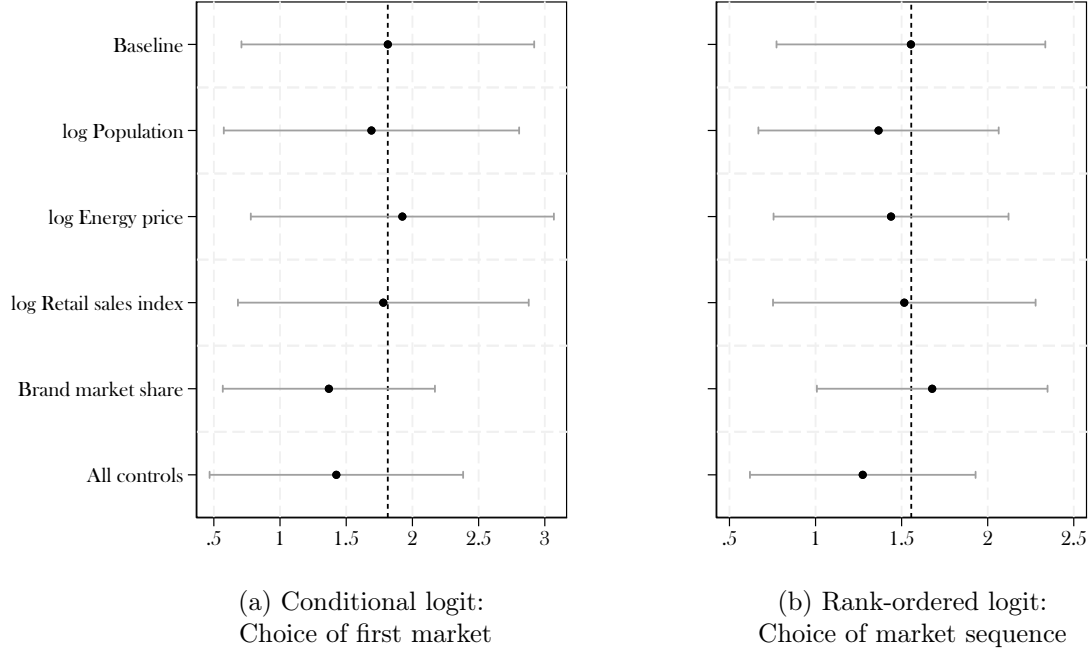 Baseline
log Population
log Energy price
log Retail sales index
Brand market share
All controls
.5 1 1.5 2 2.5 3
.5 1 1.5 2 2.5
(a) Conditional logit:
Choice of first market
(b) Rank-ordered logit:
Choice of market sequence